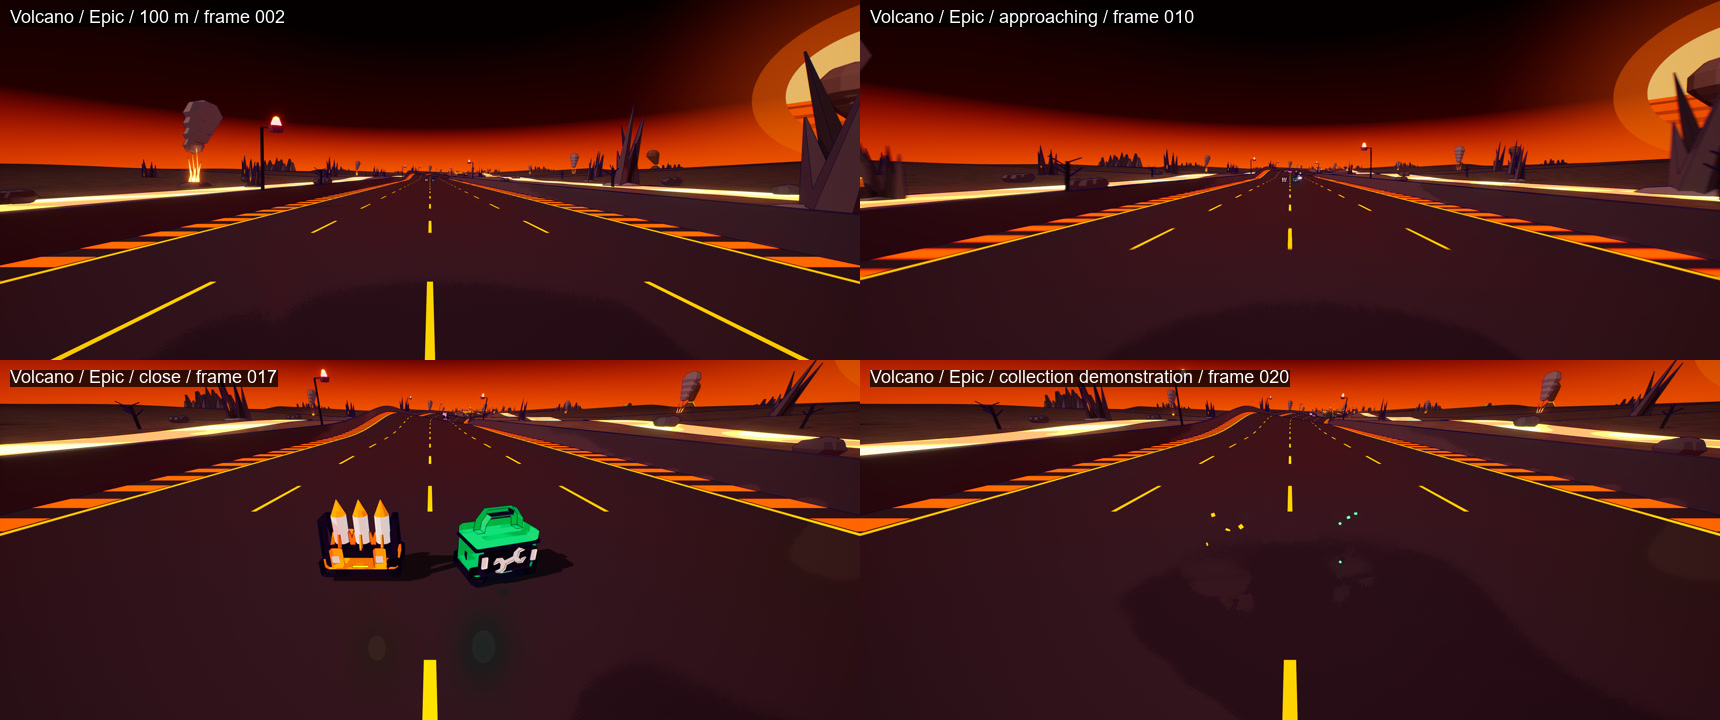 Volcano / Epic / 100 m / frame 002
Volcano / Epic / approaching / frame 010
Volcano / Epic / close / frame 017
Volcano / Epic / collection demonstration / frame 020